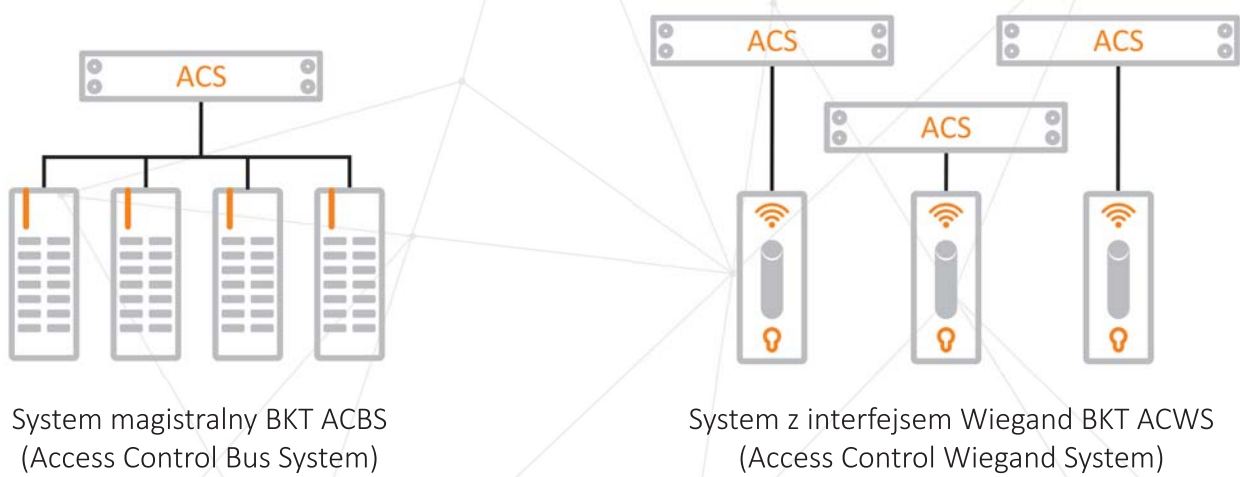 ACS
System magistralny BKT ACBS
(Access Control Bus System)
ACS
ACS
ACS
System z interfejsem Wiegand BKT ACWS
(Access Control Wiegand System)